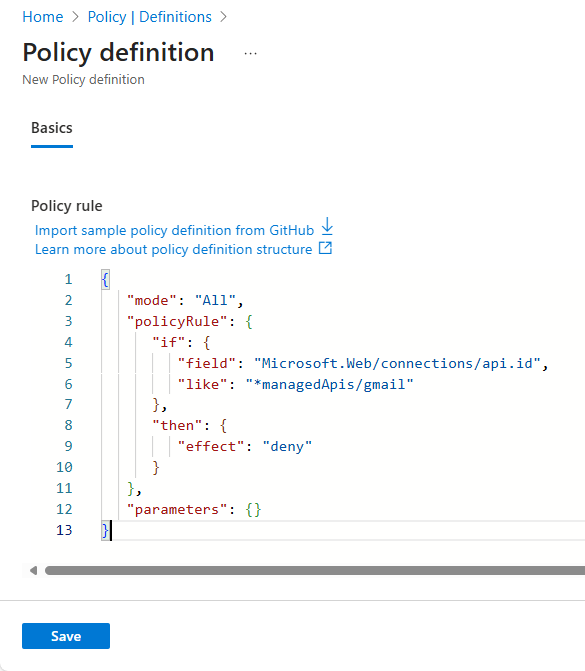 Home > Policy | Definitions >
Policy definition ...
New Policy definition
Basics
Policy rule
Import sample policy definition from GitHub
Learn more about policy definition structure
1 {
2 "mode": "All",
3 "policyRule": {
4 "if": {
5 "field": "Microsoft.Web/connections/api.id",
6 "like": "*managedApis/gmail"
7 },
8 "then": {
9 "effect": "deny"
10 }
11 },
12 "parameters": {}
13 }
Save